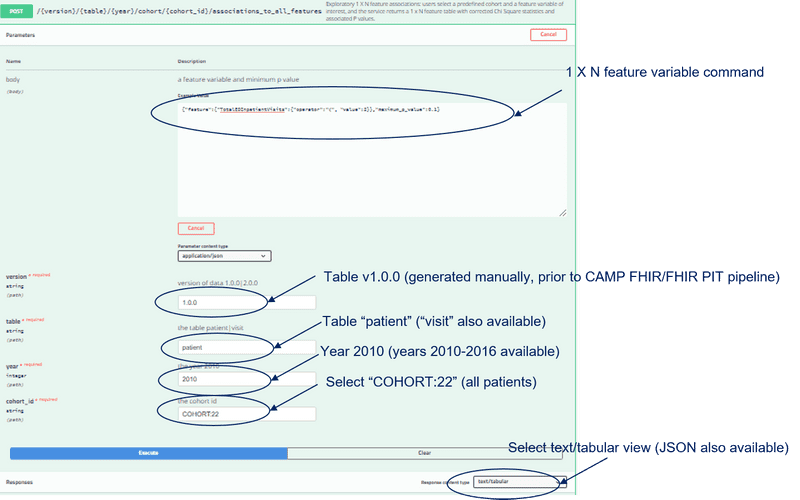 POST /{version}/{table}/{year}/cohort/{cohort_id}/associations_to_all_features
Exploratory 1 X N feature associations: users select a predefined cohort and a feature variable of
interest, and the service returns a 1 X N feature table with corrected Chi Square statistics and
associated P values.
Parameters
Cancel
Name
Description
body
(body)
a feature variable and minimum p value
1 X N feature variable command
{"feature":{"TotalEDInpatientVisits":{"operator":"<", "value":2}},"maximum_p_value":0.1}
Cancel
Parameter content type
application/json
version * required
string
(path)
version of data 1.0.0|2.0.0
1.0.0
Table v1.0.0 (generated manually, prior to CAMP FHIR/FHIR PIT pipeline)
table * required
string
(path)
the table patient|visit
patient
Table “patient” (“visit” also available)
year * required
integer
(path)
the year 2010
2010
Year 2010 (years 2010-2016 available)
cohort_id * required
string
(path)
the cohort id
COHORT:22
Select “COHORT:22” (all patients)
Execute
Clear
Select text/tabular view (JSON also available)
Responses
Response content type
text/tabular